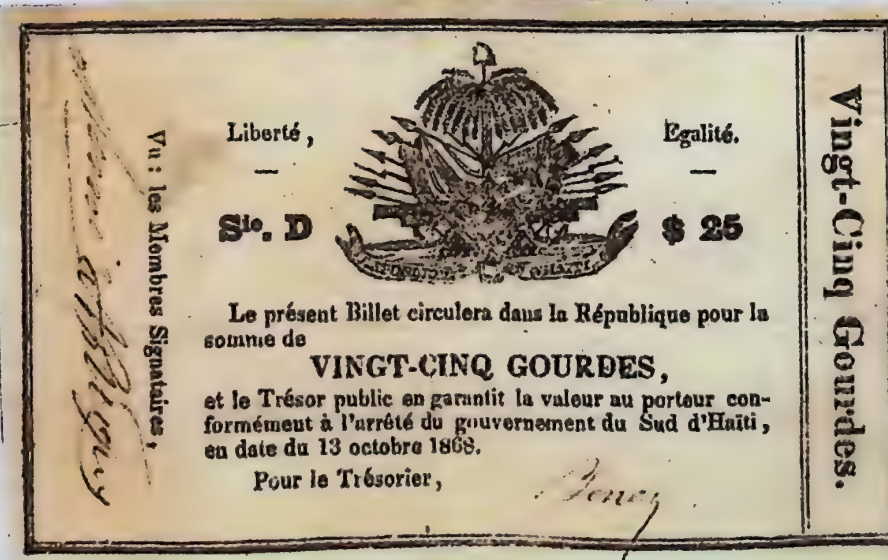 Liberté,
Egalité.
Sie. D
$ 25
Le présent Billet circulera dans la République pour la
somme de
VINGT-CINQ GOURDES,
et le Trésor public en garantit la valeur au porteur con-
formément à l'arrêté du gouvernement du Sud d'Haïti,
en date du 13 octobre 1868.
Pour le Trésorier,
Vu : les Membres Signataires,
Vingt-Cinq Gourdes.